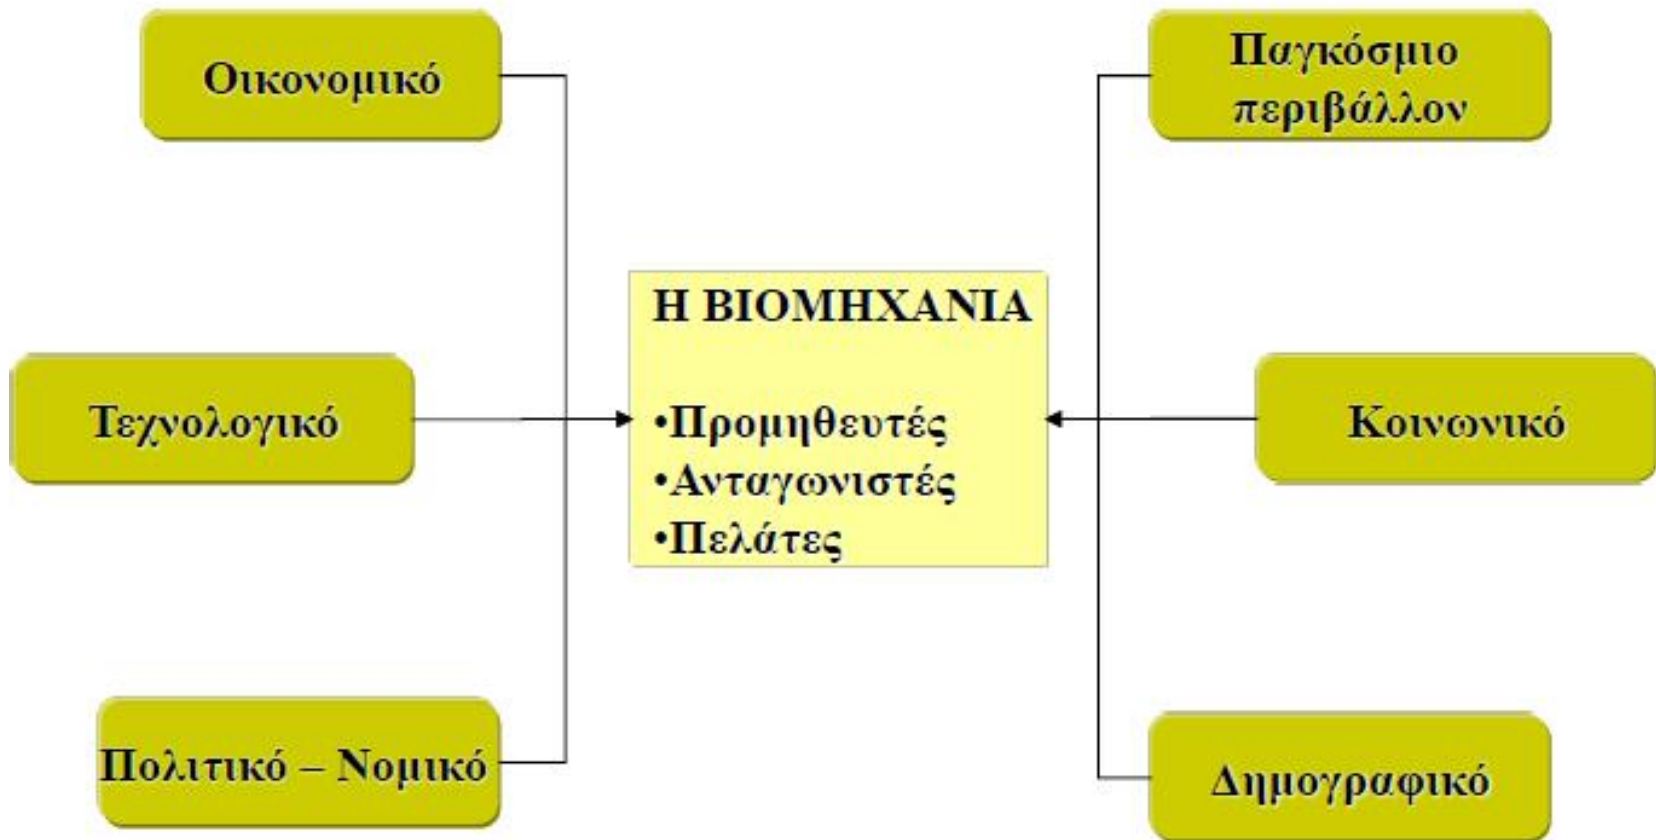 Οικονομικό
Παγκόσμιο
περιβάλλον
Η ΒΙΟΜΗΧΑΝΙΑ
•Προμηθευτές
•Ανταγωνιστές
•Πελάτες
Τεχνολογικό
Κοινωνικό
Πολιτικό – Νομικό
Δημογραφικό